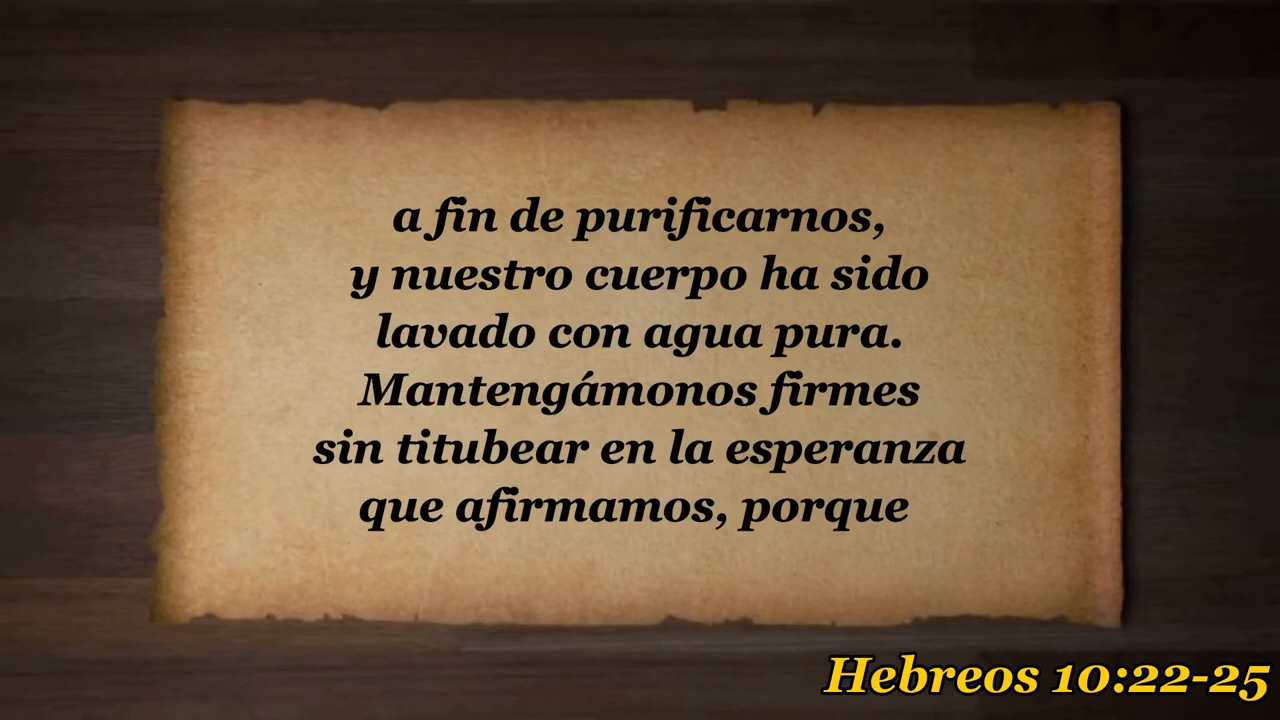 a fin de purificarnos,
y nuestro cuerpo ha sido
lavado con agua pura.
Mantengámonos firmes
sin titubear en la esperanza
que afirmamos, porque
Hebreos 10:22-25